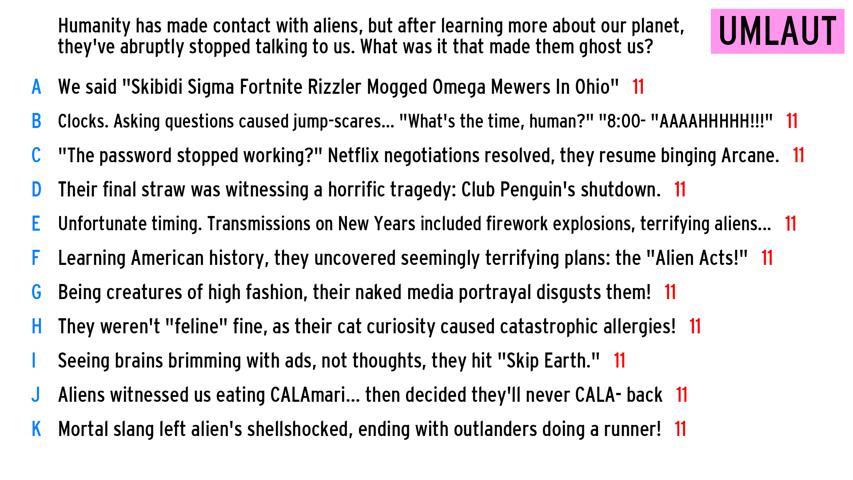 Humanity has made contact with aliens, but after learning more about our planet,
they've abruptly stopped talking to us. What was it that made them ghost us?
UMLAUT
A We said "Skibidi Sigma Fortnite Rizzler Mogged Omega Mewers In Ohio" 11
B Clocks. Asking questions caused jump-scares... "What's the time, human?" "8:00- "AAAAHHHHH!!!" 11
C "The password stopped working?" Netflix negotiations resolved, they resume binging Arcane. 11
D Their final straw was witnessing a horrific tragedy: Club Penguin's shutdown. 11
E Unfortunate timing. Transmissions on New Years included firework explosions, terrifying aliens... 11
F Learning American history, they uncovered seemingly terrifying plans: the "Alien Acts!" 11
G Being creatures of high fashion, their naked media portrayal disgusts them! 11
H They weren't "feline" fine, as their cat curiosity caused catastrophic allergies! 11
I Seeing brains brimming with ads, not thoughts, they hit "Skip Earth." 11
J Aliens witnessed us eating CALAmari... then decided they'll never CALA- back 11
K Mortal slang left alien's shellshocked, ending with outlanders doing a runner! 11